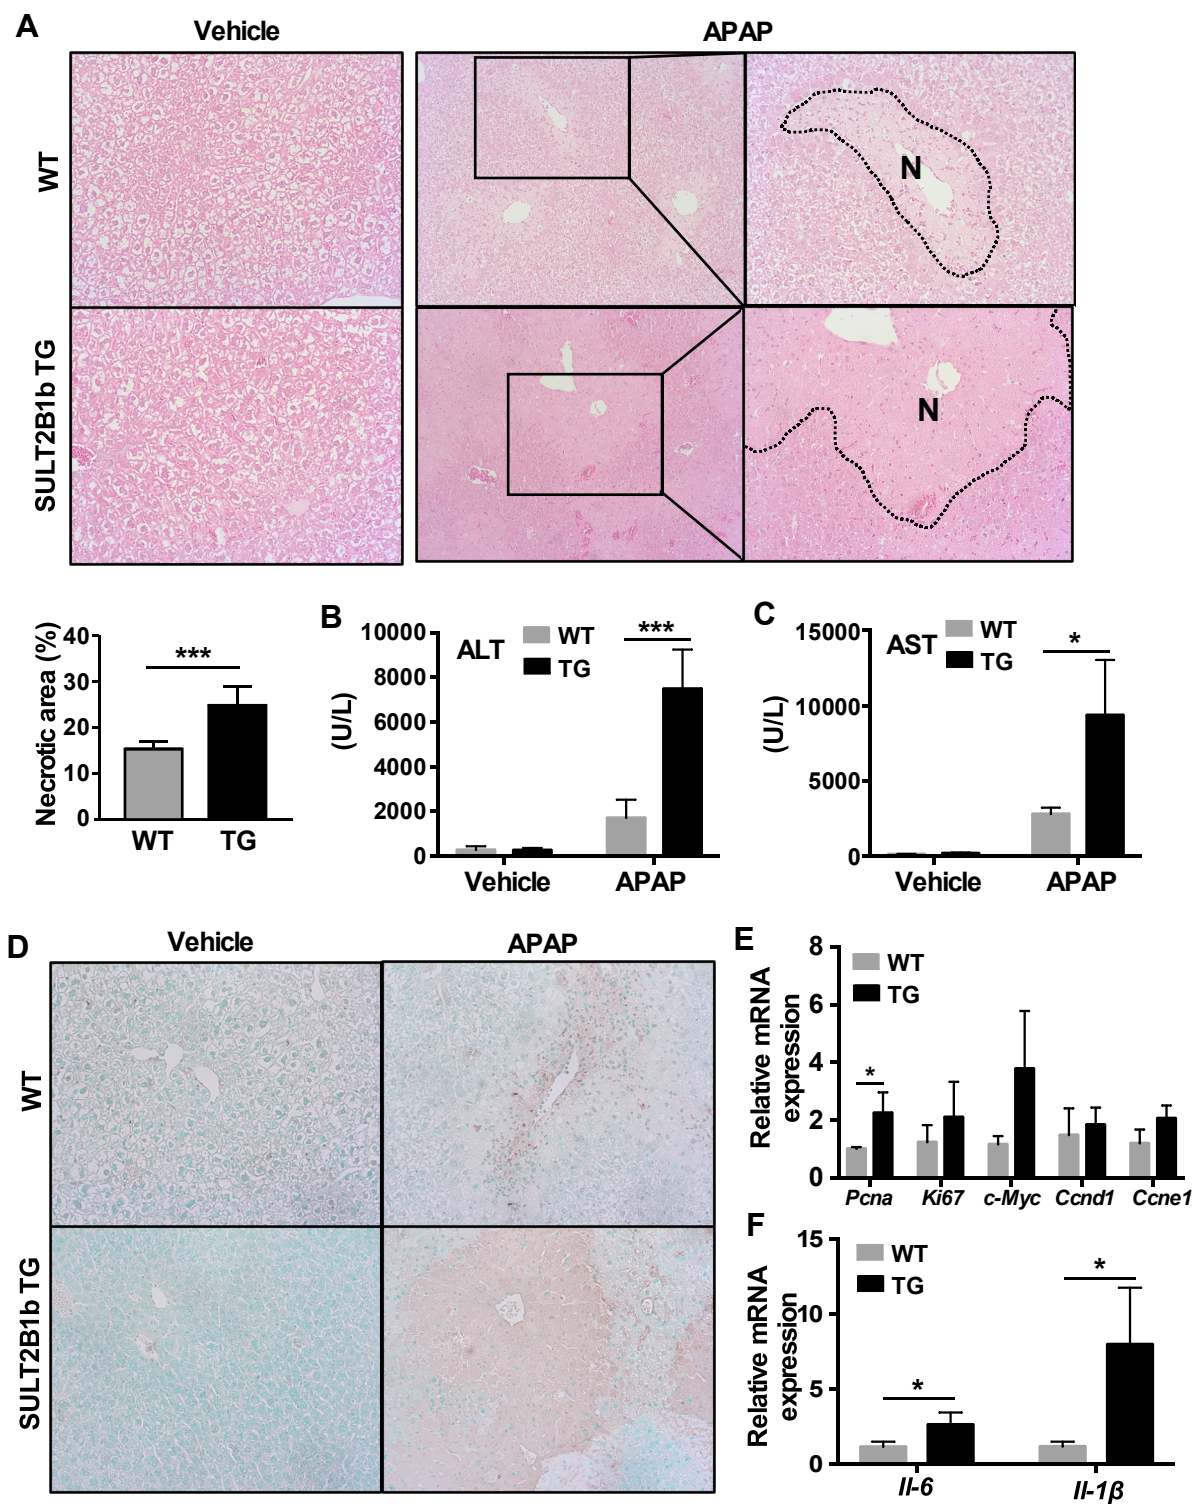 A
Vehicle
APAP
WT
N
SULT2B1b TG
N
Necrotic area (%)
40
30
20
10
0
***
WT
TG
B
(U/L)
10000
8000
6000
4000
2000
0
ALT
WT
TG
***
Vehicle
APAP
C
(U/L)
15000
10000
5000
0
AST
WT
TG
*
Vehicle
APAP
D
Vehicle
APAP
WT
SULT2B1b TG
E
Relative mRNA
expression
8
6
4
2
0
WT
TG
*
Pcna
Ki67
c-Myc
Ccnd1
Ccne1
F
Relative mRNA
expression
15
10
5
0
WT
TG
*
*
Il-6
Il-1β